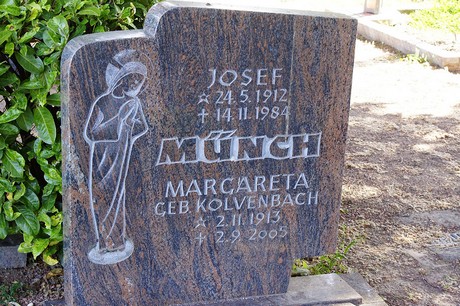 JOSEF
☆ 24.5.1912
✝ 14.11.1984
MÜNCH
MARGARETA
GEB KOLVENBACH
☆ 2.11.1913
✝ 2.9.2005